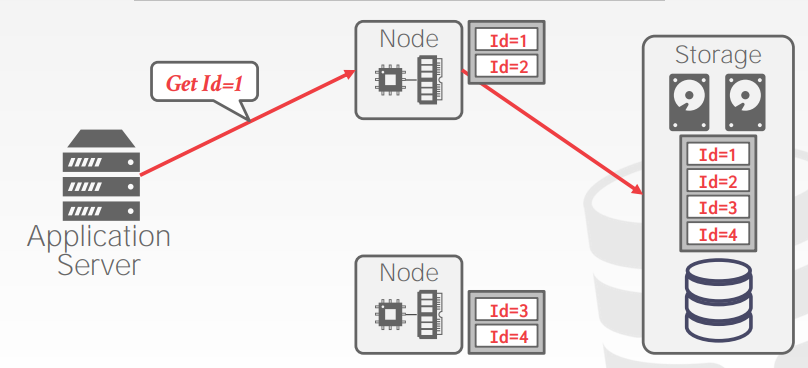 Node
Id=1
Id=2
Get Id=1
Storage
Id=1
Id=2
Id=3
Id=4
Application
Server
Node
Id=3
Id=4